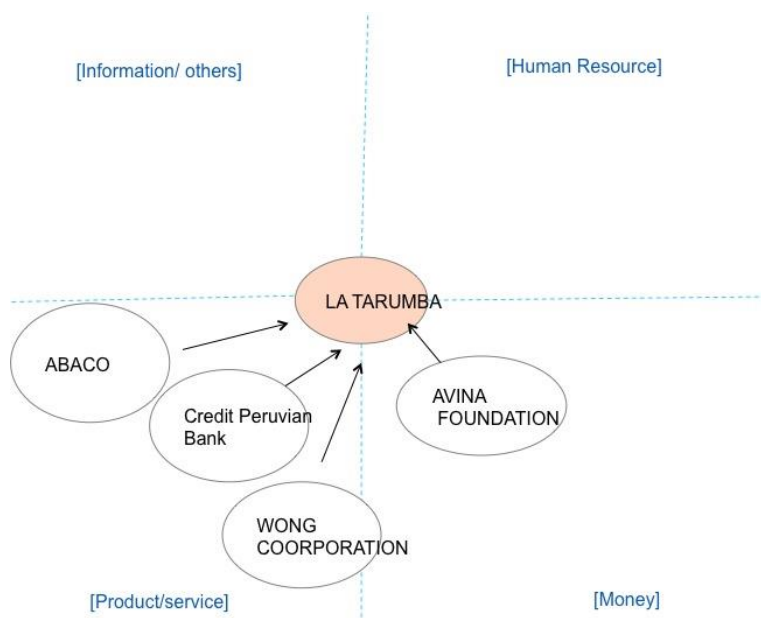 [Information/ others]
[Human Resource]
LA TARUMBA
ABACO
Credit Peruvian
Bank
AVINA
FOUNDATION
WONG
COORPORATION
[Product/service]
[Money]